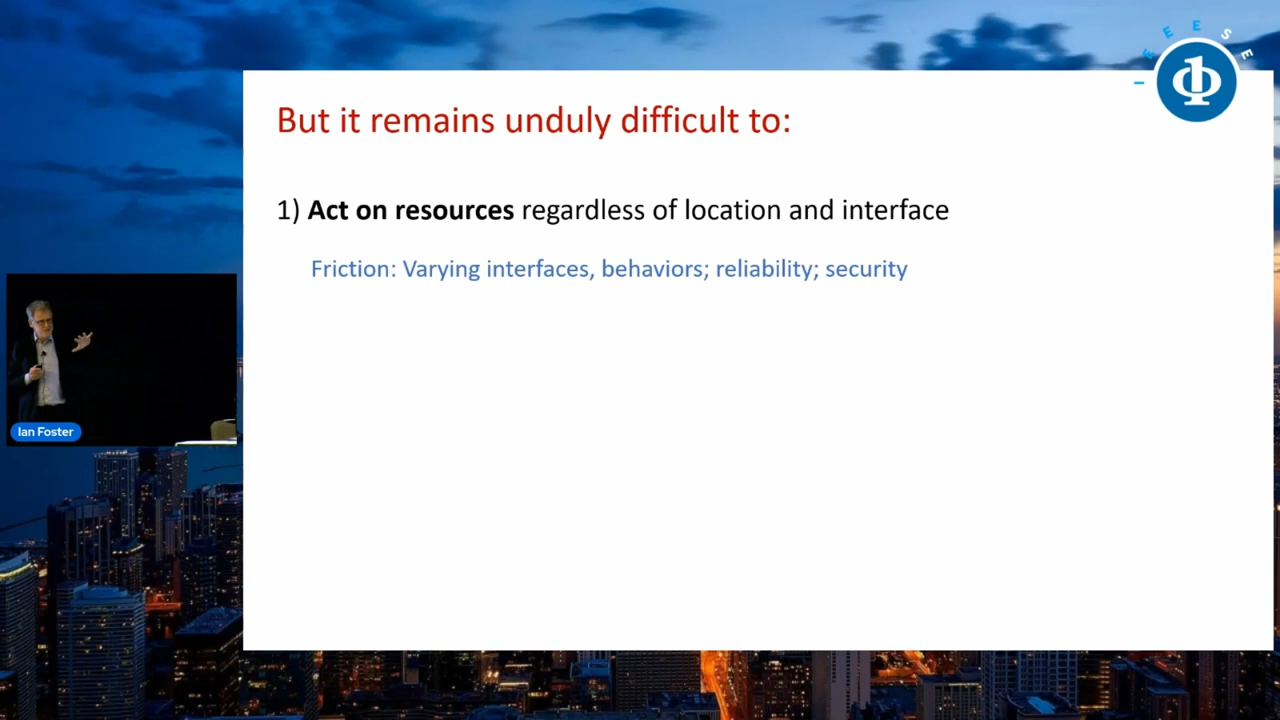 But it remains unduly difficult to:
1) Act on resources regardless of location and interface
Friction: Varying interfaces, behaviors; reliability; security
Ian Foster
I E E E S E